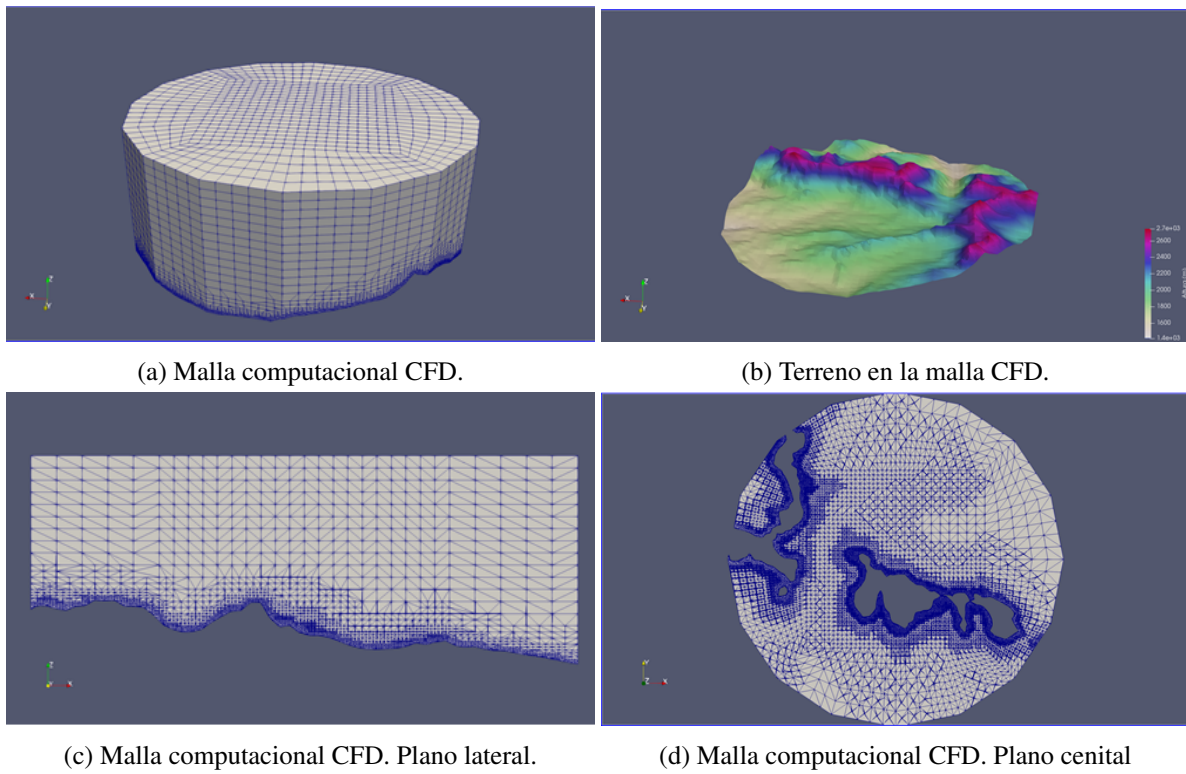 Z
X
Y
2.7e+03
2600
2400
2200
2000
1800
1600
1.4e+03
Z
X
Y
(a) Malla computacional CFD.
(b) Terreno en la malla CFD.
Z
Y
X
Y
Z
X
(c) Malla computacional CFD. Plano lateral.
(d) Malla computacional CFD. Plano cenital